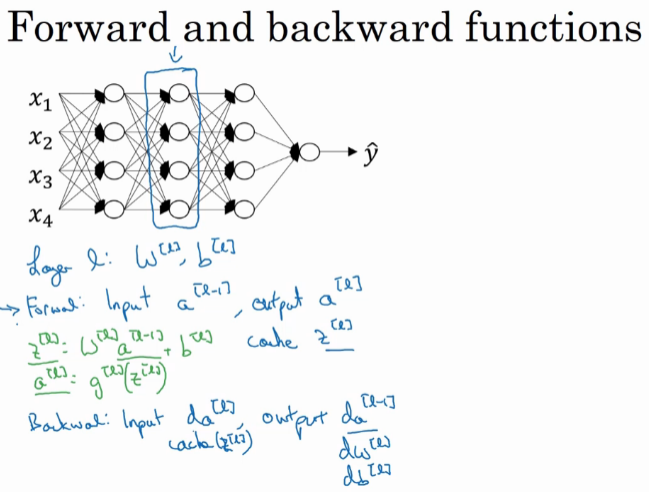 Forward and backward functions
x₁
x₂
x₃
x₄
ŷ
Layer l: W^[l], b^[l]
→ Forward: Input a^[l-1], output a^[l]
z^[l] = W^[l] a^[l-1] + b^[l] cache z^[l]
a^[l] = g^[l](z^[l])
Backward: Input da^[l], output da^[l-1]
cache(z^[l]) dW^[l]
db^[l]